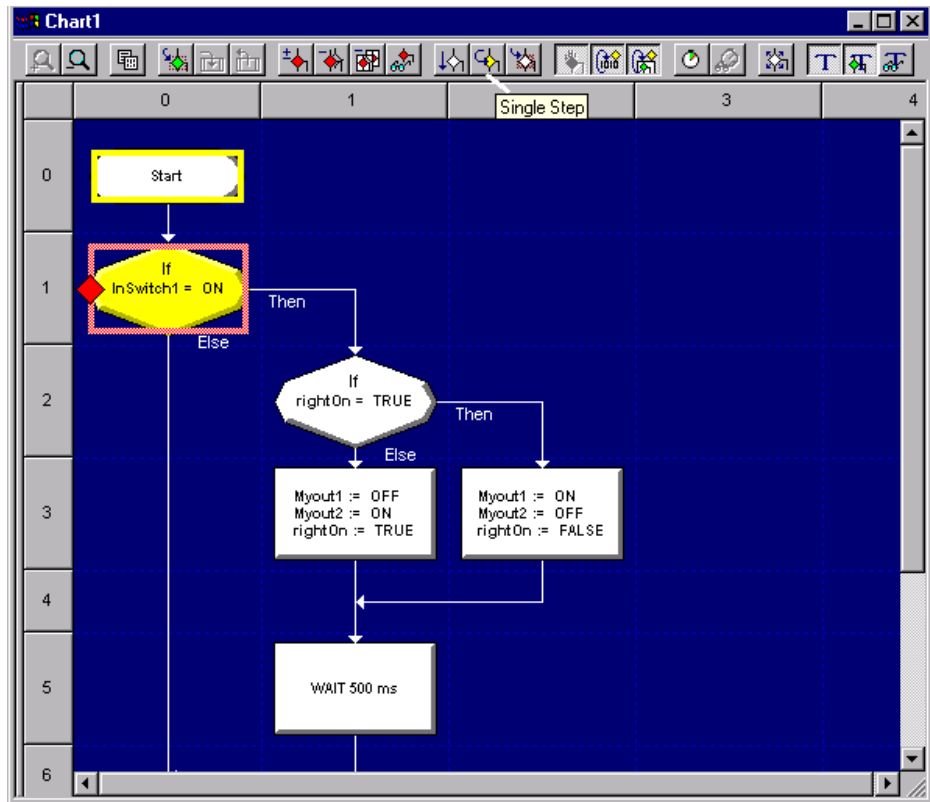 Chart1
T T T
Single Step
0 1 3 4
0
Start
1
If
InSwitch1 = ON
Then
Else
2
If
rightOn = TRUE
Then
Else
3
Myout1 := OFF
Myout2 := ON
rightOn := TRUE
Myout1 := ON
Myout2 := OFF
rightOn := FALSE
4
5
WAIT 500 ms
6